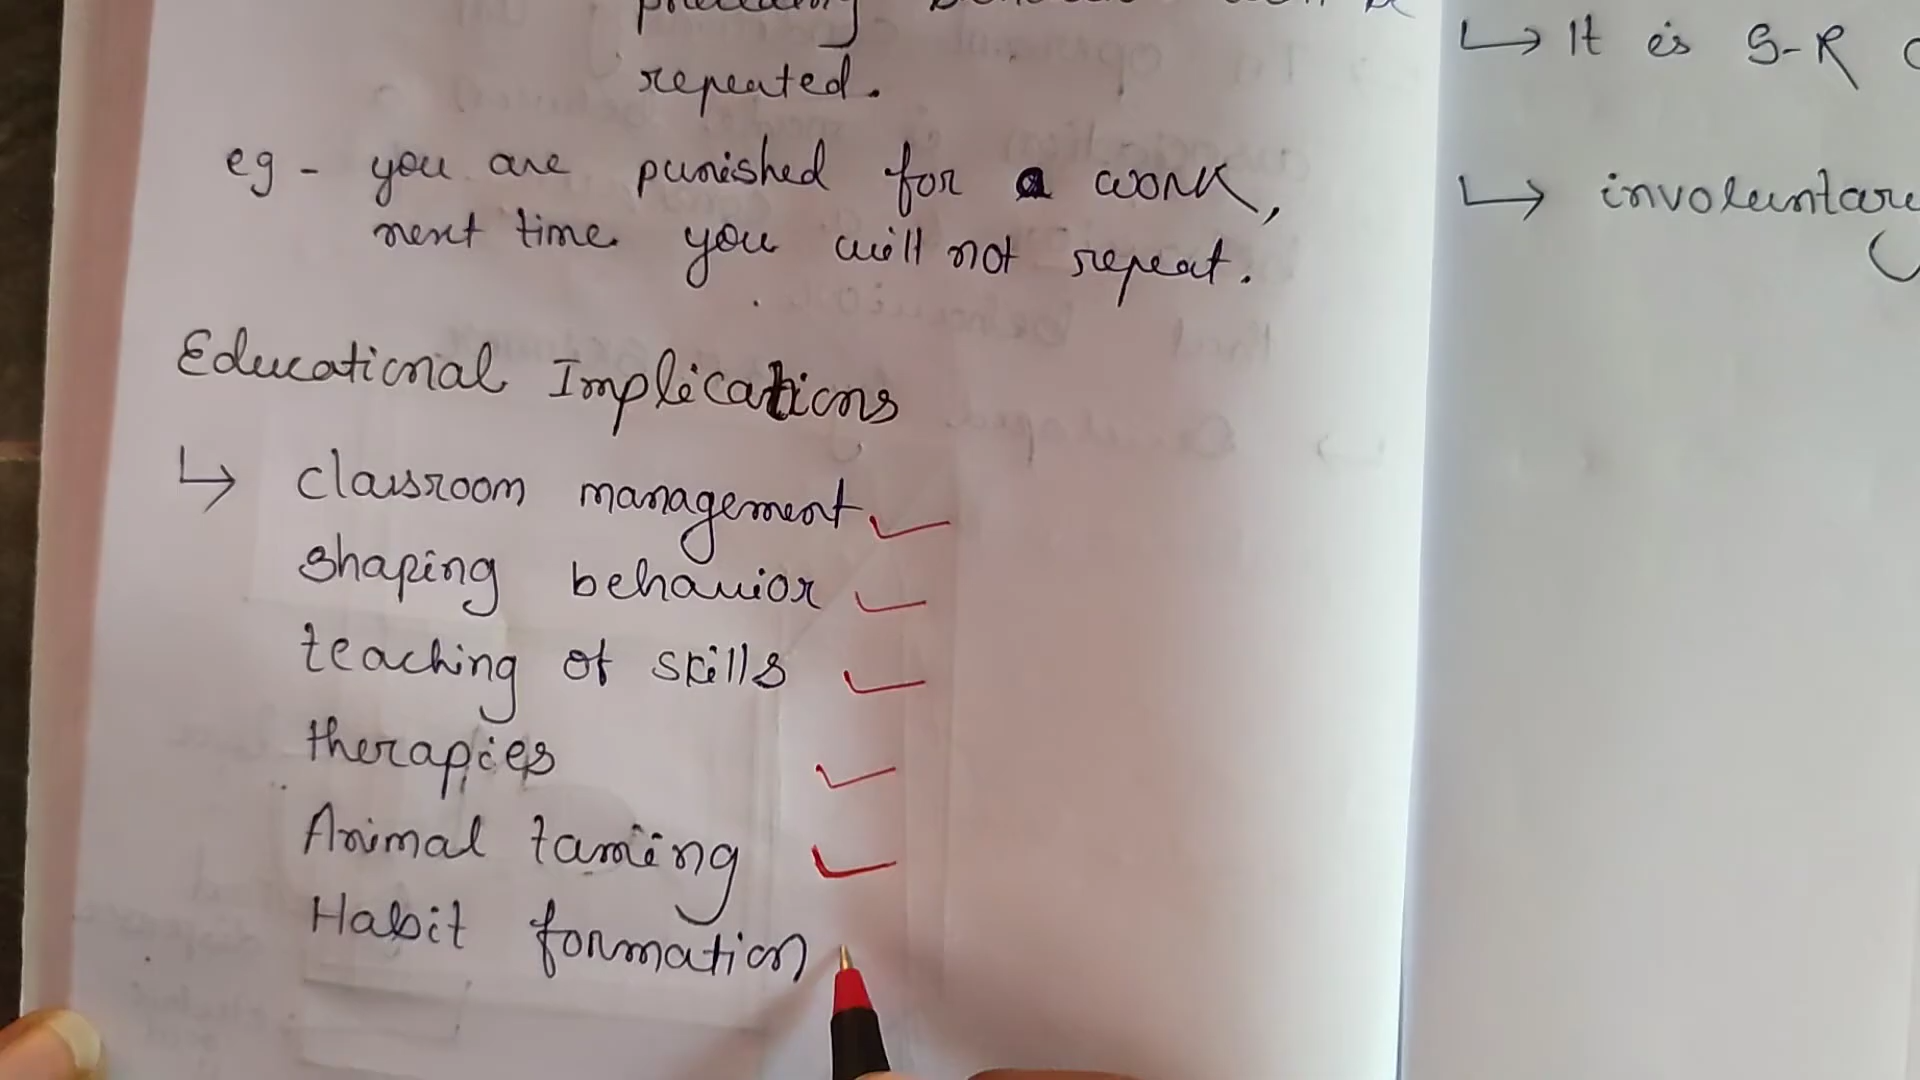 repeated.
eg - you are punished for a work,
next time you will not repeat.
Educational Implications
↳ classroom management
shaping behavior
teaching of skills
therapies
Animal taming
Habit formation
↳ It is S-R
↳ involuntary